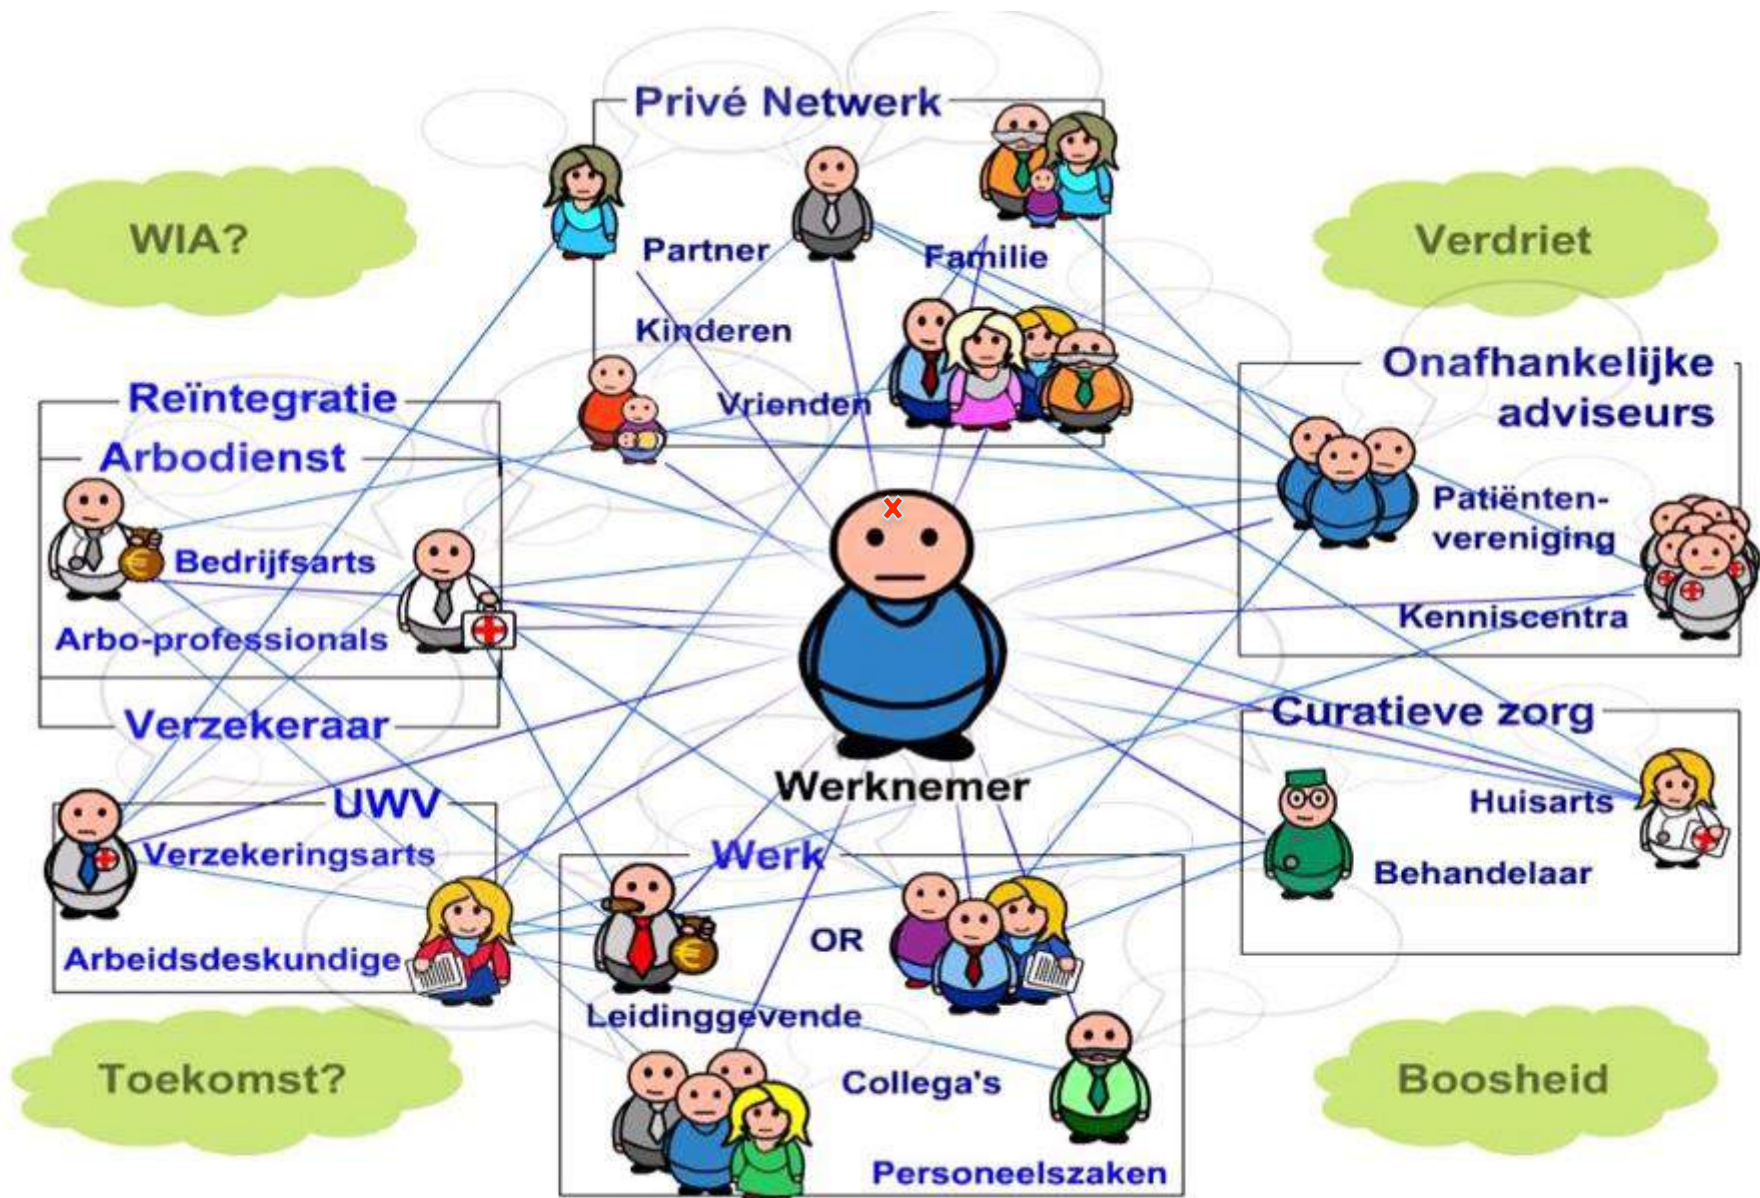 Privé Netwerk
WIA?
Verdriet
Partner
Familie
Kinderen
Vrienden
Onafhankelijke
adviseurs
Patiënten-
vereniging
Kenniscentra
Reïntegratie
Arbodienst
Bedrijfsarts
Arbo-professionals
Verzekeraar
Werknemer
Curatieve zorg
Huisarts
Behandelaar
UWV
Verzekeringsarts
Arbeidsdeskundige
Werk
OR
Leidinggevende
Collega's
Personeelszaken
Toekomst?
Boosheid